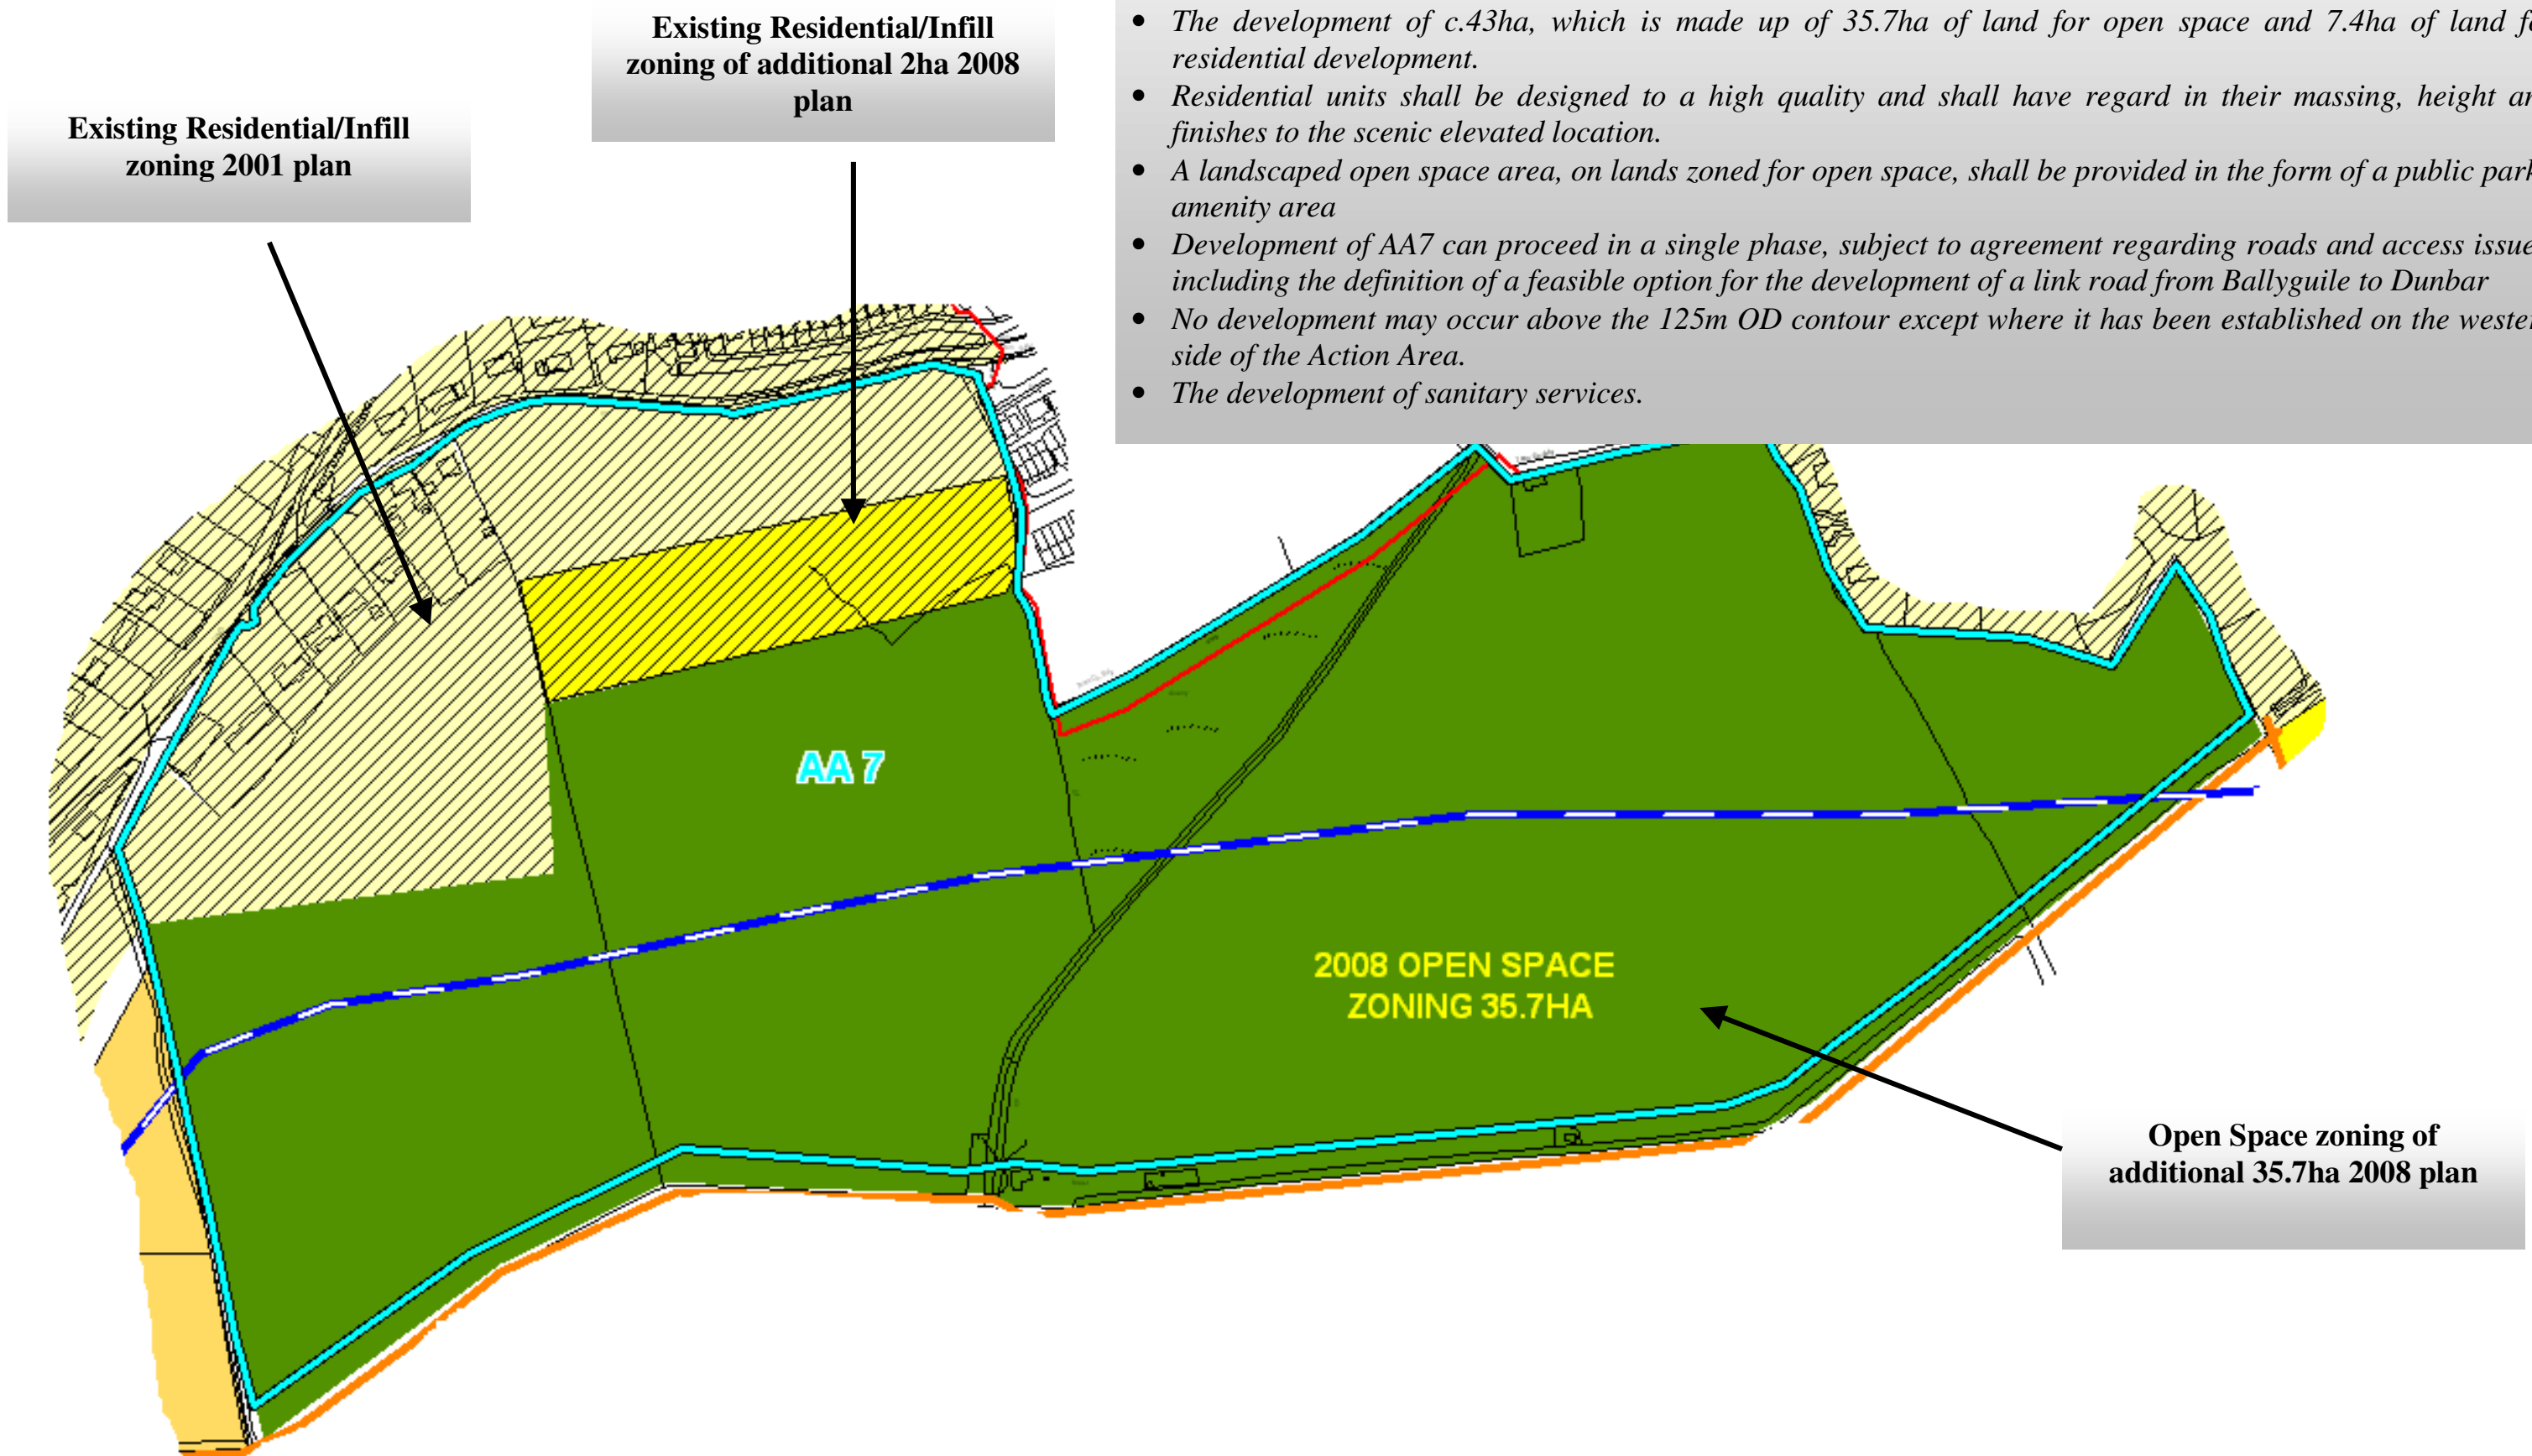 Existing Residential/Infill
zoning of additional 2ha 2008
plan
Existing Residential/Infill
zoning 2001 plan
• The development of c.43ha, which is made up of 35.7ha of land for open space and 7.4ha of land
residential development.
• Residential units shall be designed to a high quality and shall have regard in their massing, height
finishes to the scenic elevated location.
• A landscaped open space area, on lands zoned for open space, shall be provided in the form of a public park
amenity area
• Development of AA7 can proceed in a single phase, subject to agreement regarding roads and access issue
including the definition of a feasible option for the development of a link road from Ballyguile to Dunbar
• No development may occur above the 125m OD contour except where it has been established on the wester
side of the Action Area.
• The development of sanitary services.
AA 7
2008 OPEN SPACE
ZONING 35.7HA
Open Space zoning of
additional 35.7ha 2008 plan